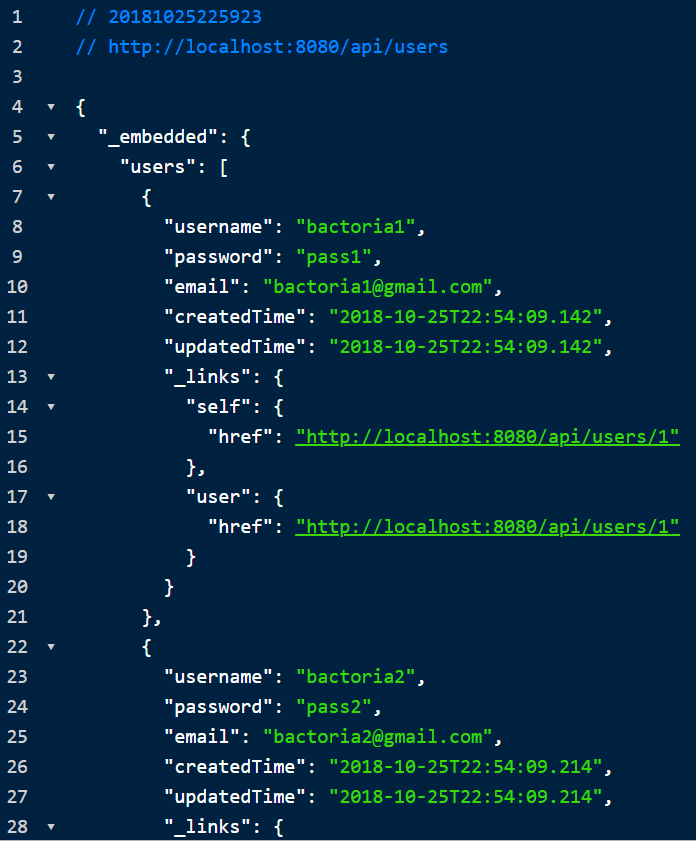 1 // 20181025225923
2 // http://localhost:8080/api/users
3
4 {
5 "_embedded": {
6 "users": [
7 {
8 "username": "bactoria1",
9 "password": "pass1",
10 "email": "bactoria1@gmail.com",
11 "createdTime": "2018-10-25T22:54:09.142",
12 "updatedTime": "2018-10-25T22:54:09.142",
13 "_links": {
14 "self": {
15 "href": "http://localhost:8080/api/users/1"
16 },
17 "user": {
18 "href": "http://localhost:8080/api/users/1"
19 }
20 }
21 },
22 {
23 "username": "bactoria2",
24 "password": "pass2",
25 "email": "bactoria2@gmail.com",
26 "createdTime": "2018-10-25T22:54:09.214",
27 "updatedTime": "2018-10-25T22:54:09.214",
28 "_links": {